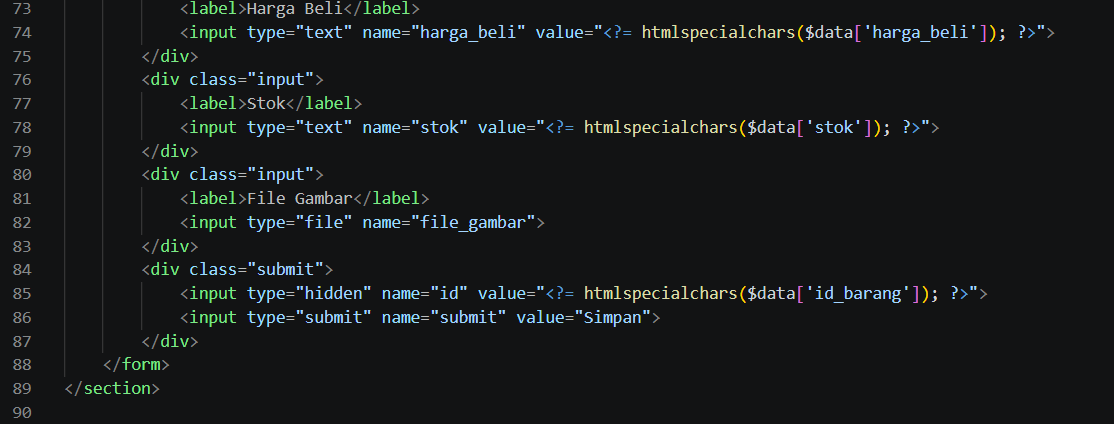 73 <label>Harga Beli</label>
74 <input type="text" name="harga_beli" value="<?= htmlspecialchars($data['harga_beli']); ?>">
75 </div>
76 <div class="input">
77 <label>Stok</label>
78 <input type="text" name="stok" value="<?= htmlspecialchars($data['stok']); ?>">
79 </div>
80 <div class="input">
81 <label>File Gambar</label>
82 <input type="file" name="file_gambar">
83 </div>
84 <div class="submit">
85 <input type="hidden" name="id" value="<?= htmlspecialchars($data['id_barang']); ?>">
86 <input type="submit" name="submit" value="Simpan">
87 </div>
88 </form>
89 </section>
90